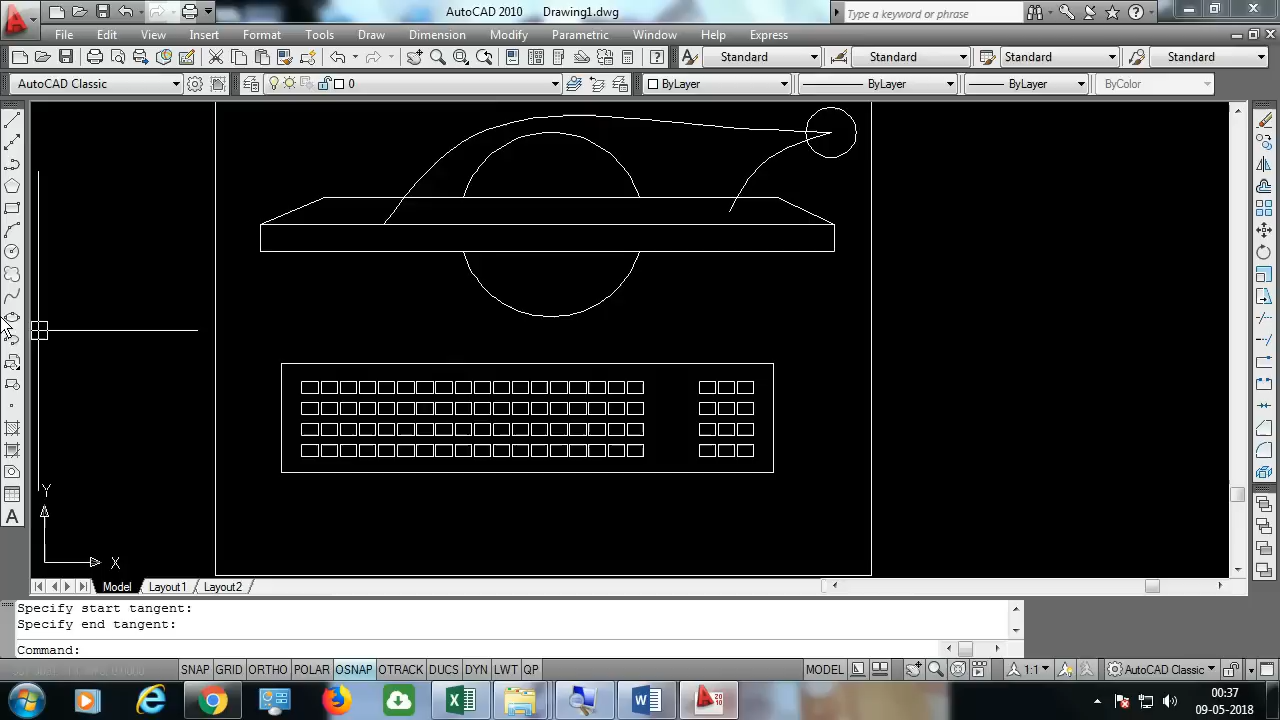 AutoCAD 2010 Drawing1.dwg
Type a keyword or phrase
File Edit View Insert Format Tools Draw Dimension Modify Parametric Window Help Express
Standard Standard Standard Standard
AutoCAD Classic 0 ByLayer ByLayer ByLayer ByColor
Y
X
A
Model Layout1 Layout2
Specify start tangent:
Specify end tangent:
Command:
SNAP GRID ORTHO POLAR OSNAP OTRACK DUCS DYN LWT QP MODEL 1:1 AutoCAD Classic
00:37
09-05-2018